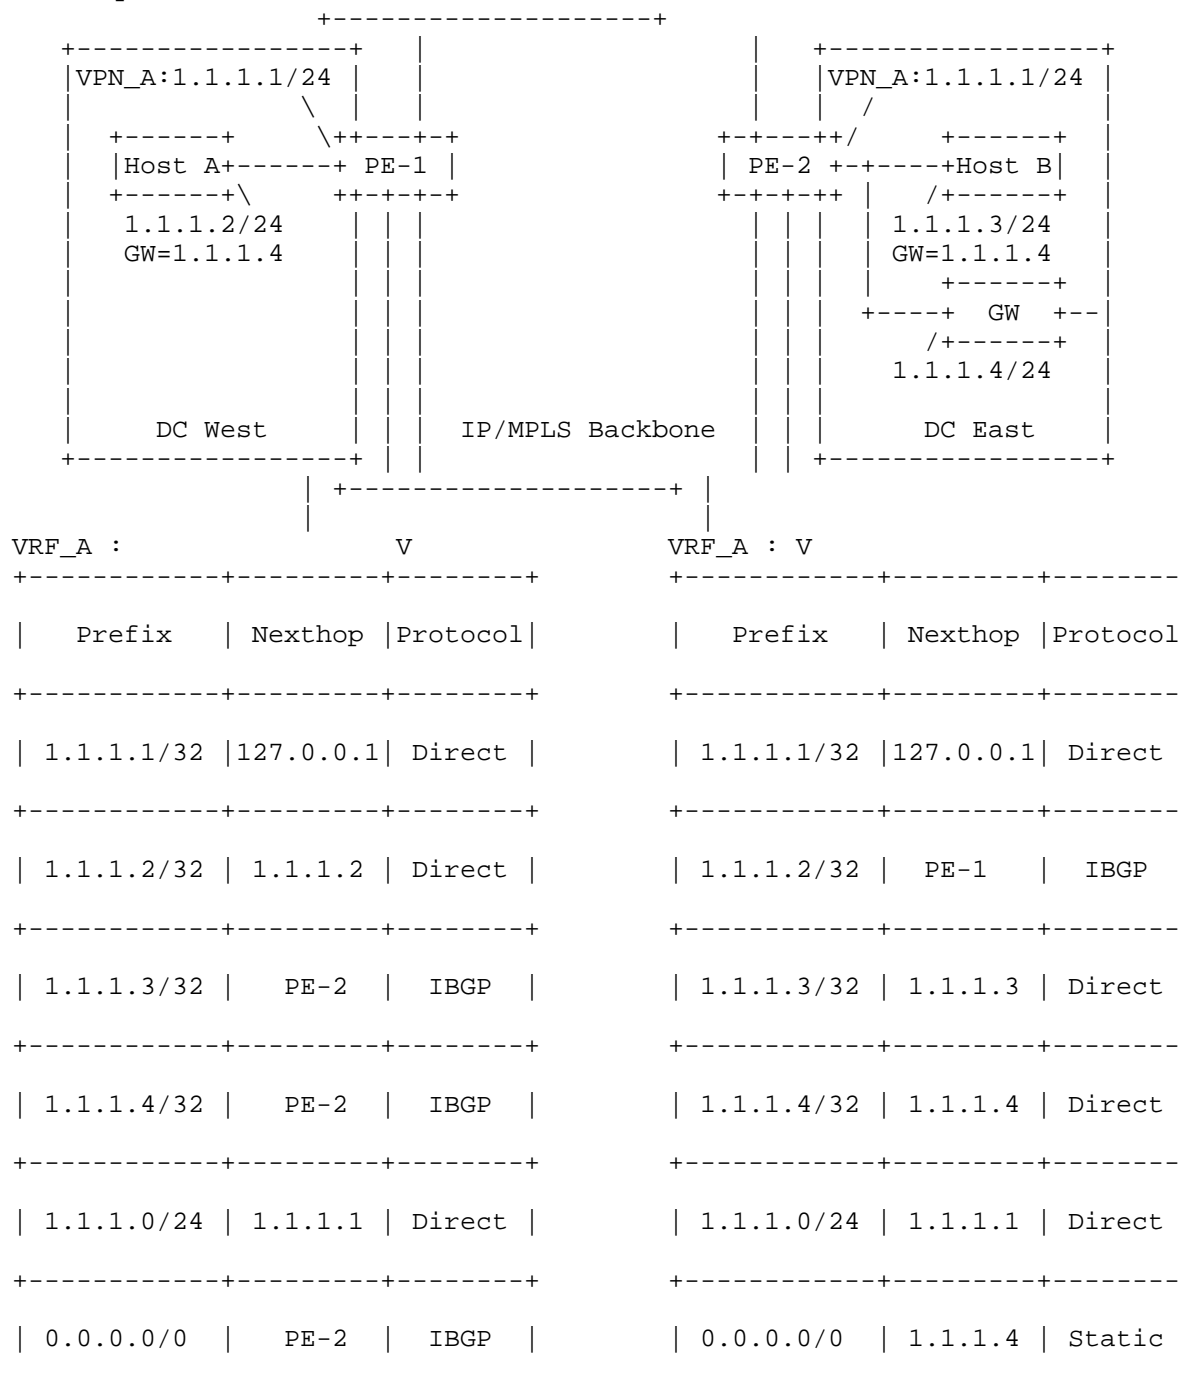 +--------------------+
+-----------------+ | | +-----------------+
|VPN_A:1.1.1.1/24 | | | |VPN_A:1.1.1.1/24 |
| \ | | | | / |
| +------+ \++---+-+ +-+---++/ +------+ |
| |Host A+------+ PE-1 | | PE-2 +-+----+Host B| |
| +------+\ ++-+-+-+ +-+-+-++ | /+------+ |
| 1.1.1.2/24 | | | | | | | 1.1.1.3/24 |
| GW=1.1.1.4 | | | | | | | GW=1.1.1.4 |
| | | | | | | | +------+ |
| | | | | | | +----+ GW +--|
| | | | | | | /+------+ |
| | | | | | | 1.1.1.4/24 |
| | | | | | | |
| DC West | | | IP/MPLS Backbone | | | DC East |
+-----------------+ | | | | +-----------------+
| +--------------------+ |
| |
VRF_A : V VRF_A : V
+------------+---------+--------+ +------------+---------+--------
| Prefix | Nexthop |Protocol| | Prefix | Nexthop |Protocol
+------------+---------+--------+ +------------+---------+--------
| 1.1.1.1/32 |127.0.0.1| Direct | | 1.1.1.1/32 |127.0.0.1| Direct
+------------+---------+--------+ +------------+---------+--------
| 1.1.1.2/32 | 1.1.1.2 | Direct | | 1.1.1.2/32 | PE-1 | IBGP
+------------+---------+--------+ +------------+---------+--------
| 1.1.1.3/32 | PE-2 | IBGP | | 1.1.1.3/32 | 1.1.1.3 | Direct
+------------+---------+--------+ +------------+---------+--------
| 1.1.1.4/32 | PE-2 | IBGP | | 1.1.1.4/32 | 1.1.1.4 | Direct
+------------+---------+--------+ +------------+---------+--------
| 1.1.1.0/24 | 1.1.1.1 | Direct | | 1.1.1.0/24 | 1.1.1.1 | Direct
+------------+---------+--------+ +------------+---------+--------
| 0.0.0.0/0 | PE-2 | IBGP | | 0.0.0.0/0 | 1.1.1.4 | Static